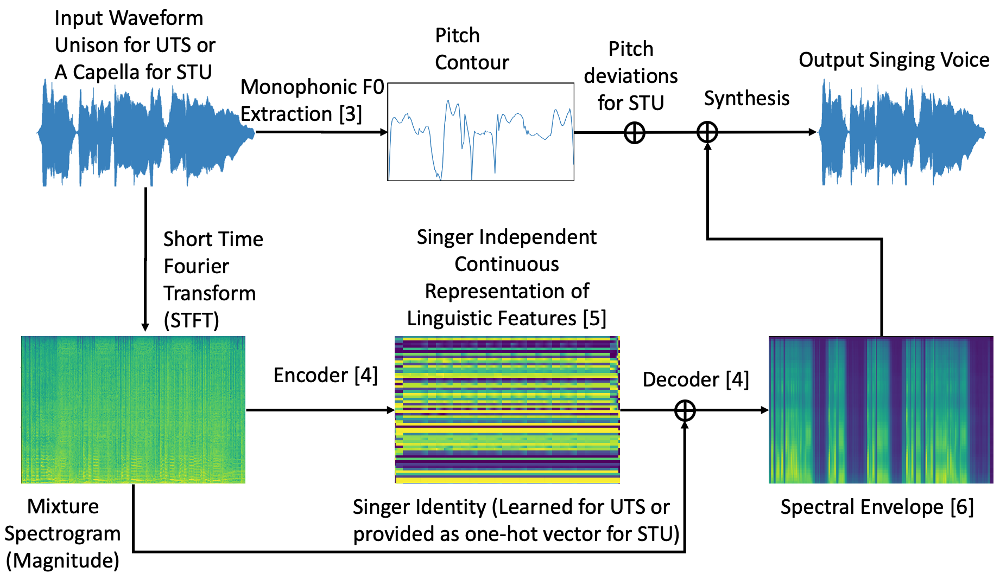 Input Waveform
Unison for UTS or
A Capella for STU
Monophonic F0
Extraction [3]
Pitch
Contour
Pitch
deviations
for STU
Synthesis
Output Singing Voice
Short Time
Fourier
Transform
(STFT)
Singer Independent
Continuous
Representation of
Linguistic Features [5]
Encoder [4]
Decoder [4]
Mixture
Spectrogram
(Magnitude)
Singer Identity (Learned for UTS or
provided as one-hot vector for STU)
Spectral Envelope [6]